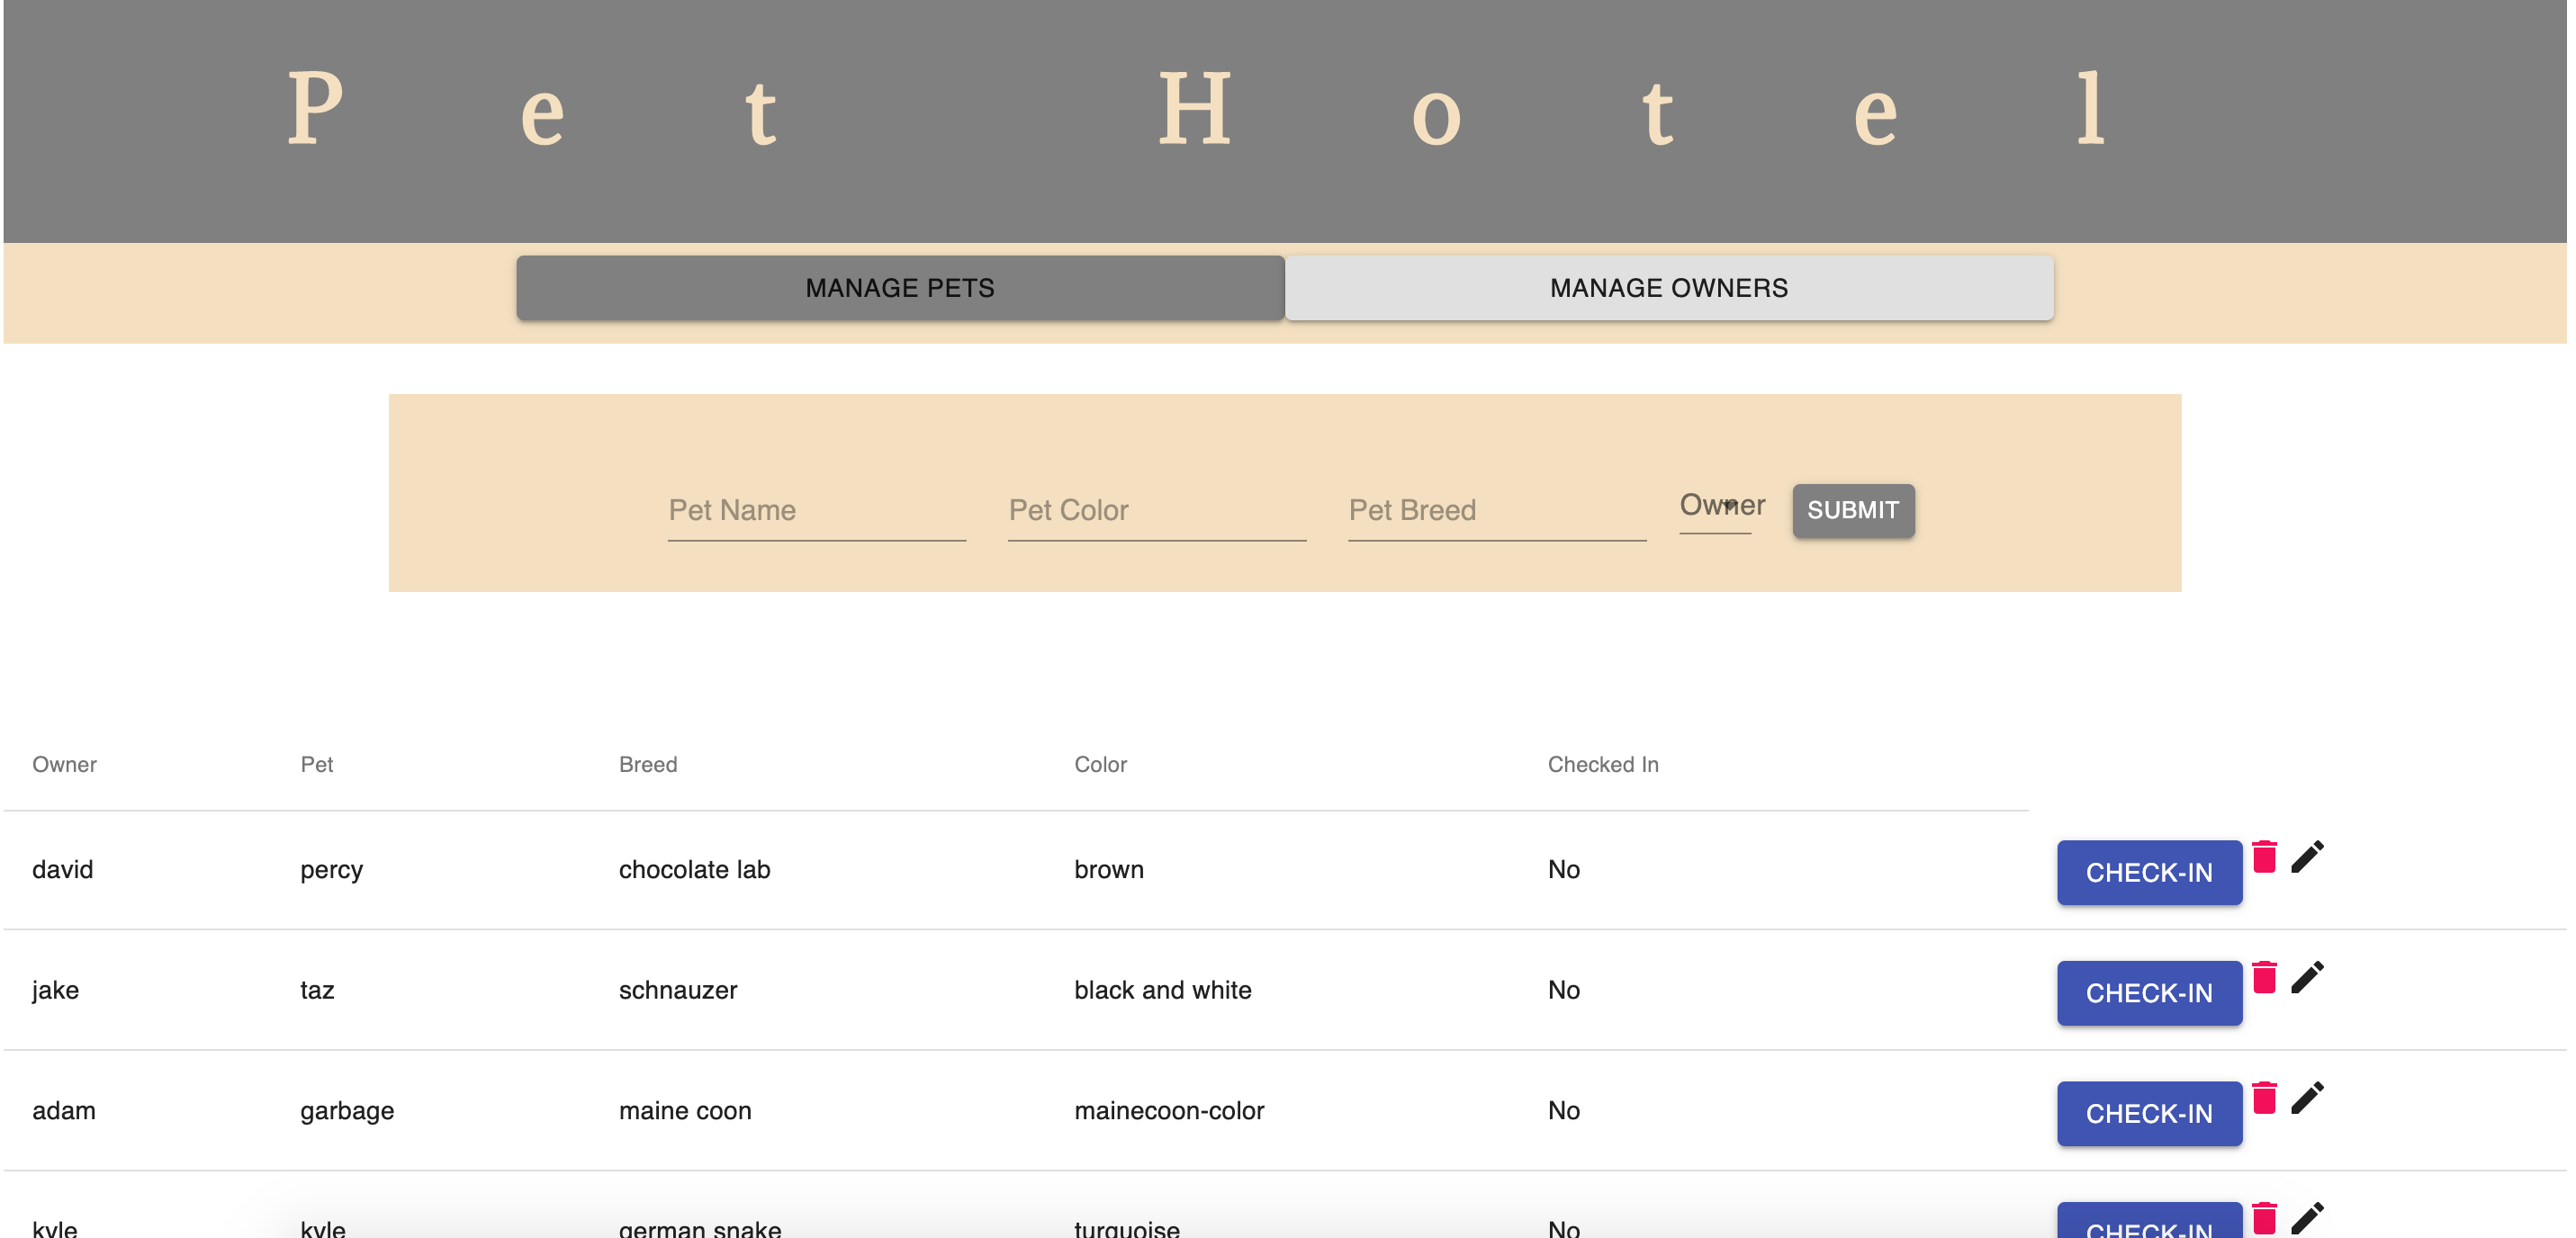 Pet Hotel
MANAGE PETS MANAGE OWNERS
Pet Name Pet Color Pet Breed Owner SUBMIT
Owner Pet Breed Color Checked In
david percy chocolate lab brown No CHECK-IN
jake taz schnauzer black and white No CHECK-IN
adam garbage maine coon mainecoon-color No CHECK-IN
kyle kyle german snake turquoise No CHECK-IN